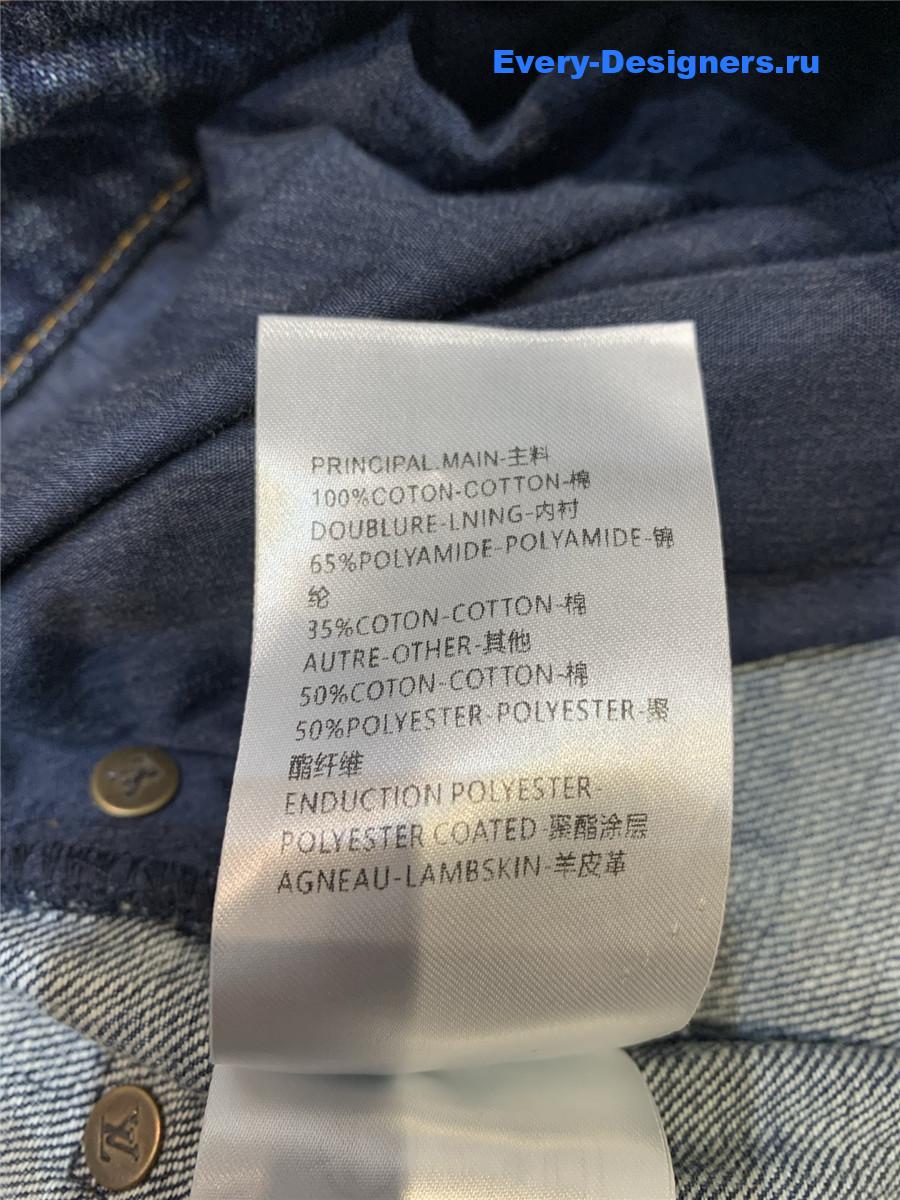 Every-Designers.ru
PRINCIPAL.MAIN-主料
100%COTON-COTTON-棉
DOUBLURE-LNING-内衬
65%POLYAMIDE-POLYAMIDE-锦
纶
35%COTON-COTTON-棉
AUTRE-OTHER-其他
50%COTON-COTTON-棉
50%POLYESTER-POLYESTER-聚
酯纤维
ENDUCTION POLYESTER-
POLYESTER COATED-聚酯涂层
AGNEAU-LAMBSKIN-羊皮革
LV